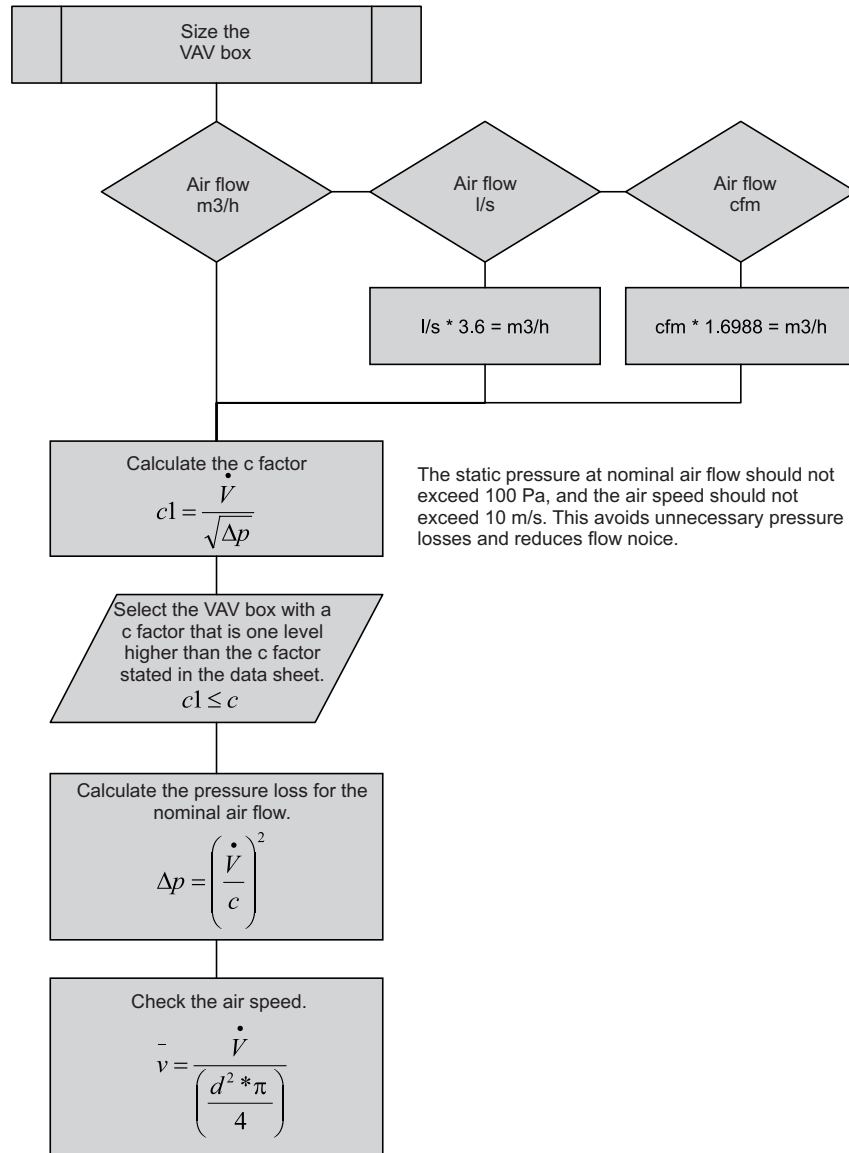 Size the
VAV box
Air flow
m3/h
Air flow
l/s
Air flow
cfm
l/s * 3.6 = m3/h
cfm * 1.6988 = m3/h
Calculate the c factor
c1 = V̇ / √Δp
The static pressure at nominal air flow should not
exceed 100 Pa, and the air speed should not
exceed 10 m/s. This avoids unnecessary pressure
losses and reduces flow noice.
Select the VAV box with a
c factor that is one level
higher than the c factor
stated in the data sheet.
c1 ≤ c
Calculate the pressure loss for the
nominal air flow.
Δp = (V̇ / c)²
Check the air speed.
v̄ = V̇ / (d² * π / 4)